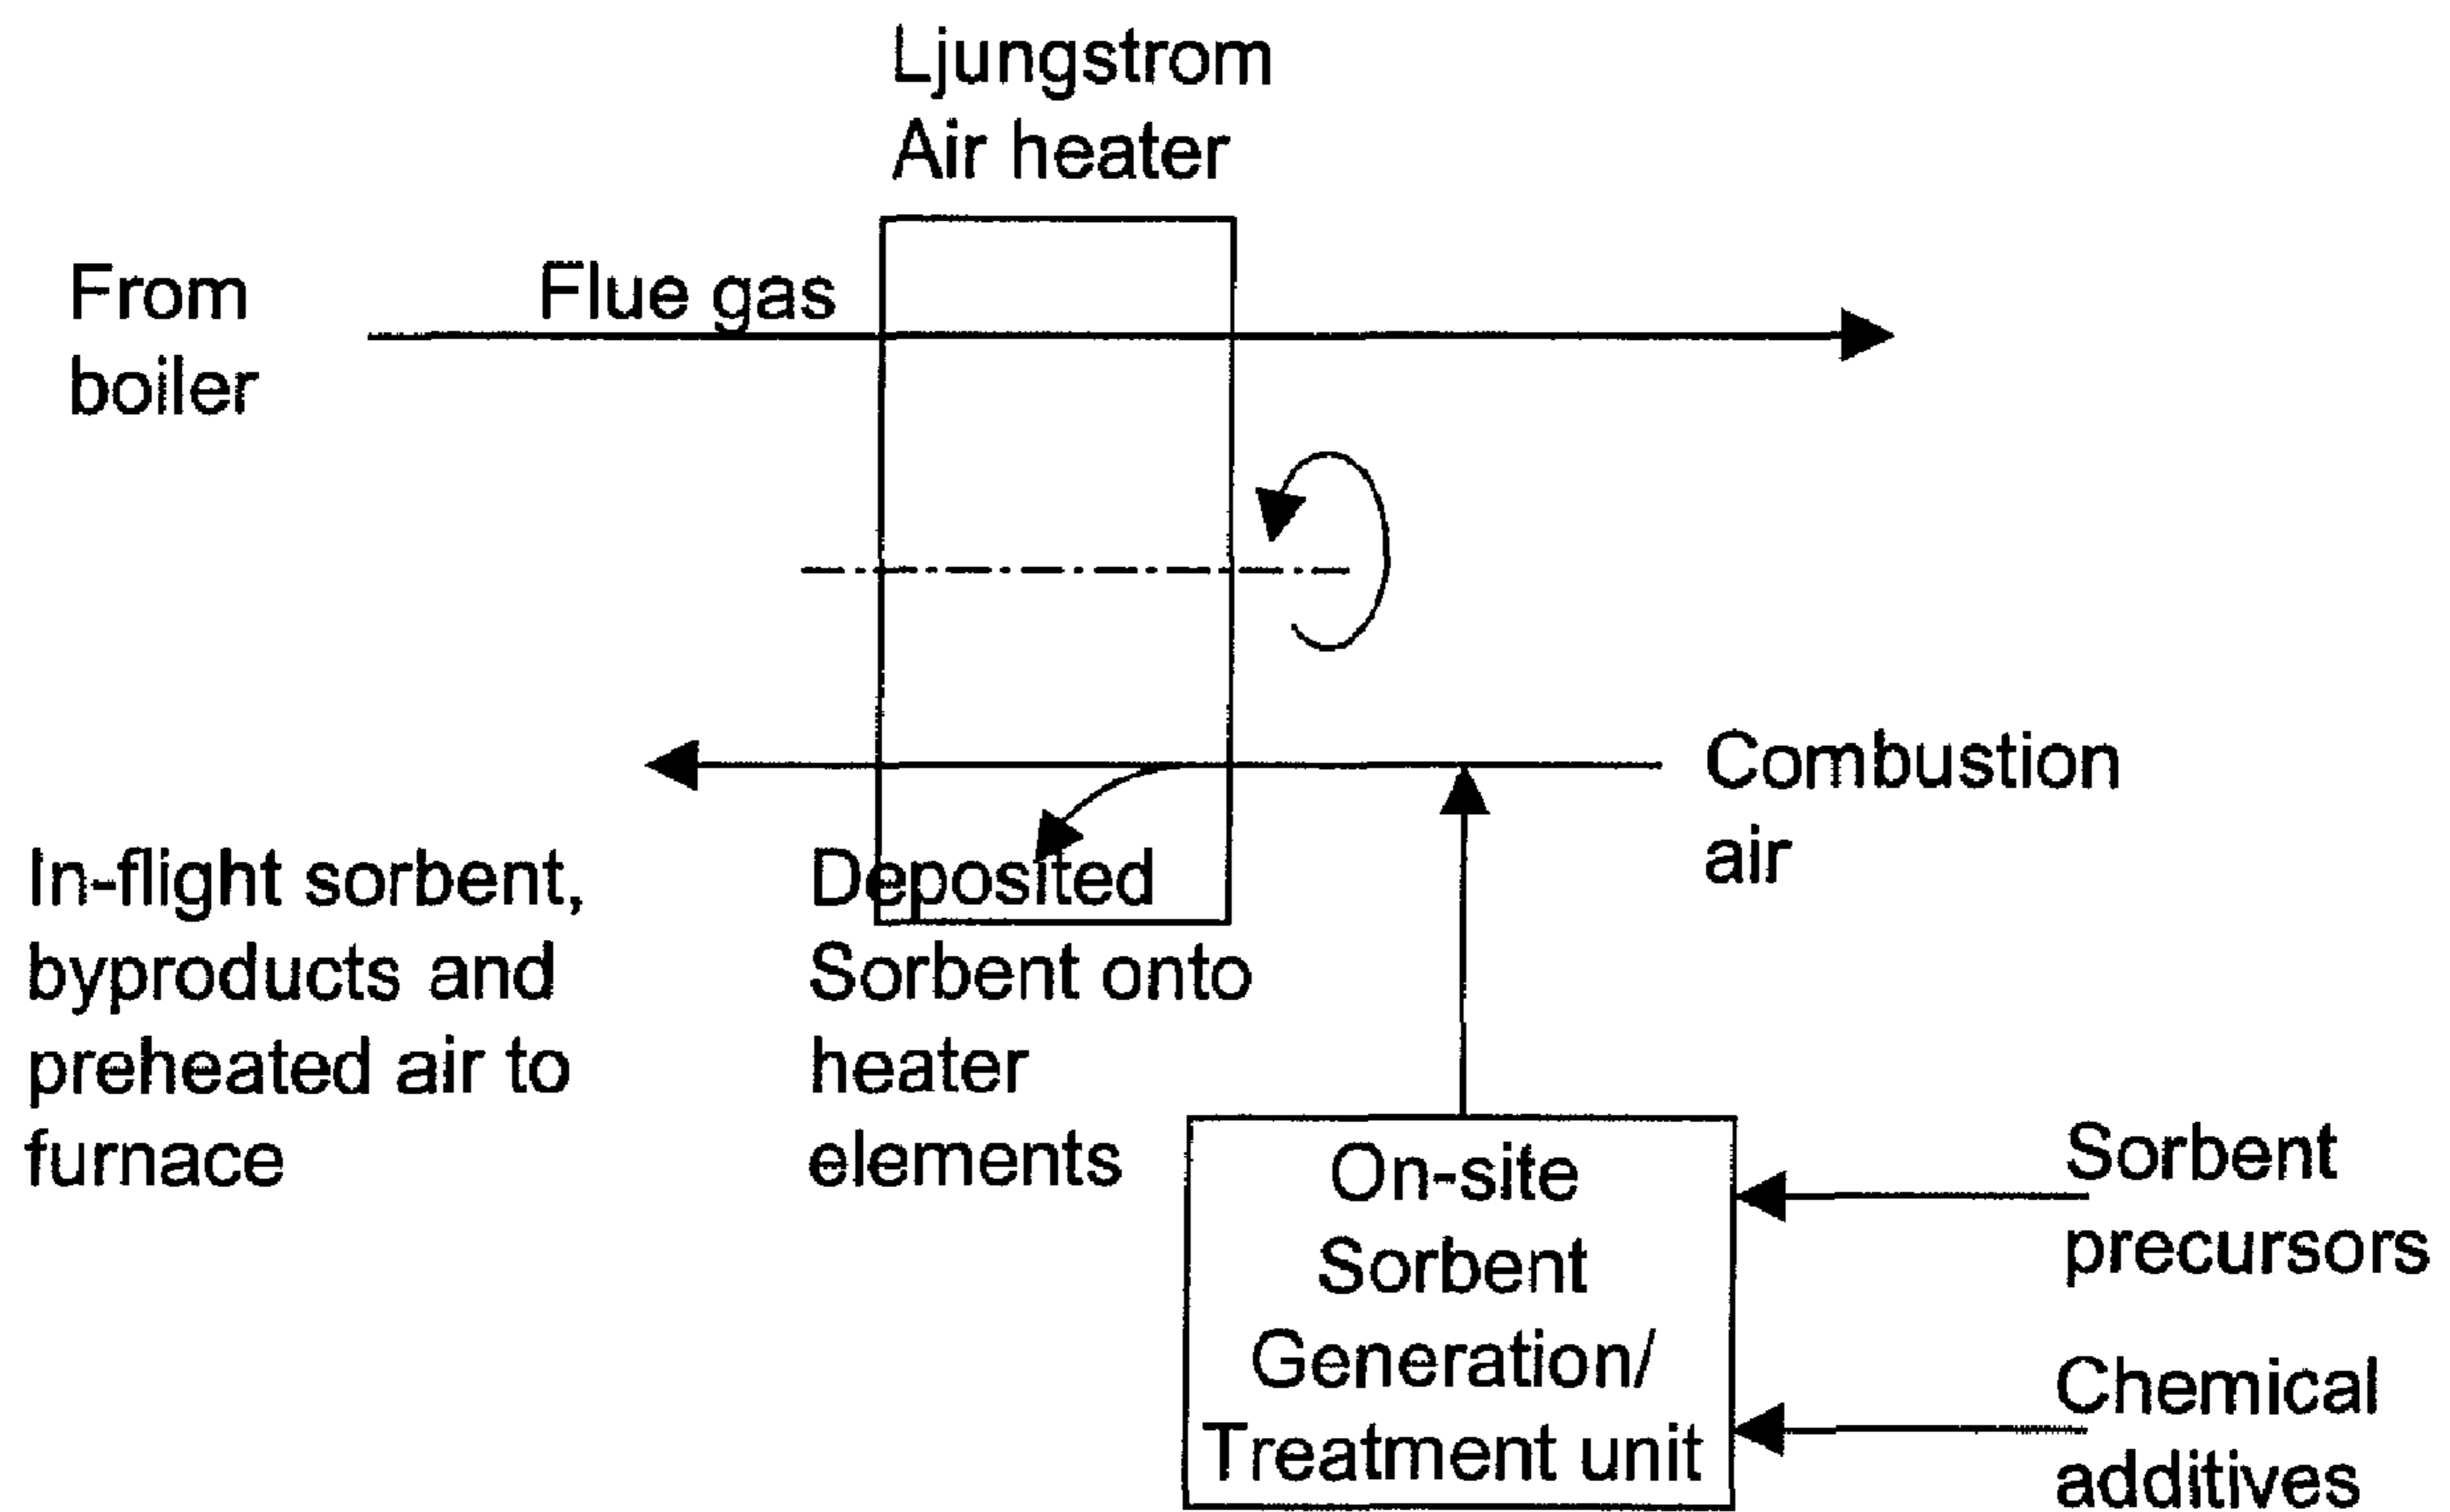 Ljungstrom
Air heater
From
boiler
Flue gas
Combustion
air
In-flight sorbent,
byproducts and
preheated air to
furnace
Deposited
Sorbent onto
heater
elements
On-site
Sorbent
Generation/
Treatment unit
Sorbent
precursors
Chemical
additives